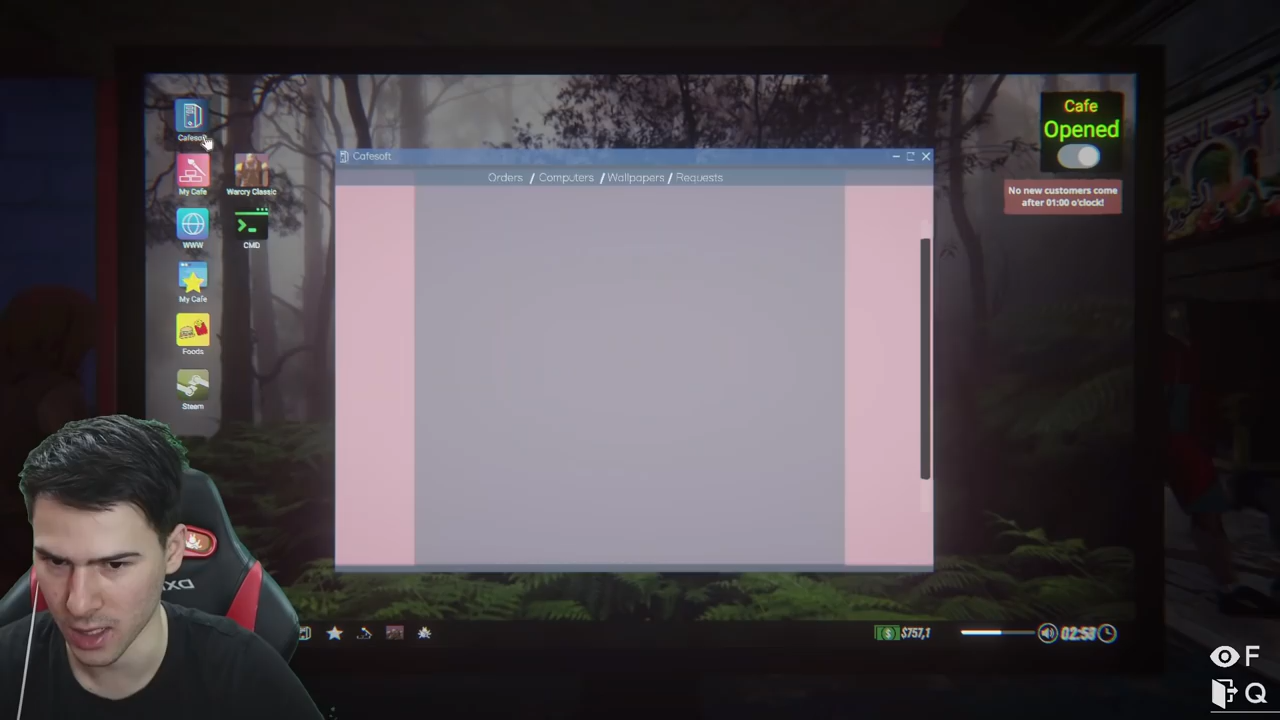 Cafe
Opened
No new customers come
after 01:00 o'clock!
Cafesoft
Orders / Computers / Wallpapers / Requests
My Cafe
Warcry Classic
WWW
CMD
My Cafe
Foods
Steem
$757,1
02:53
F
Q